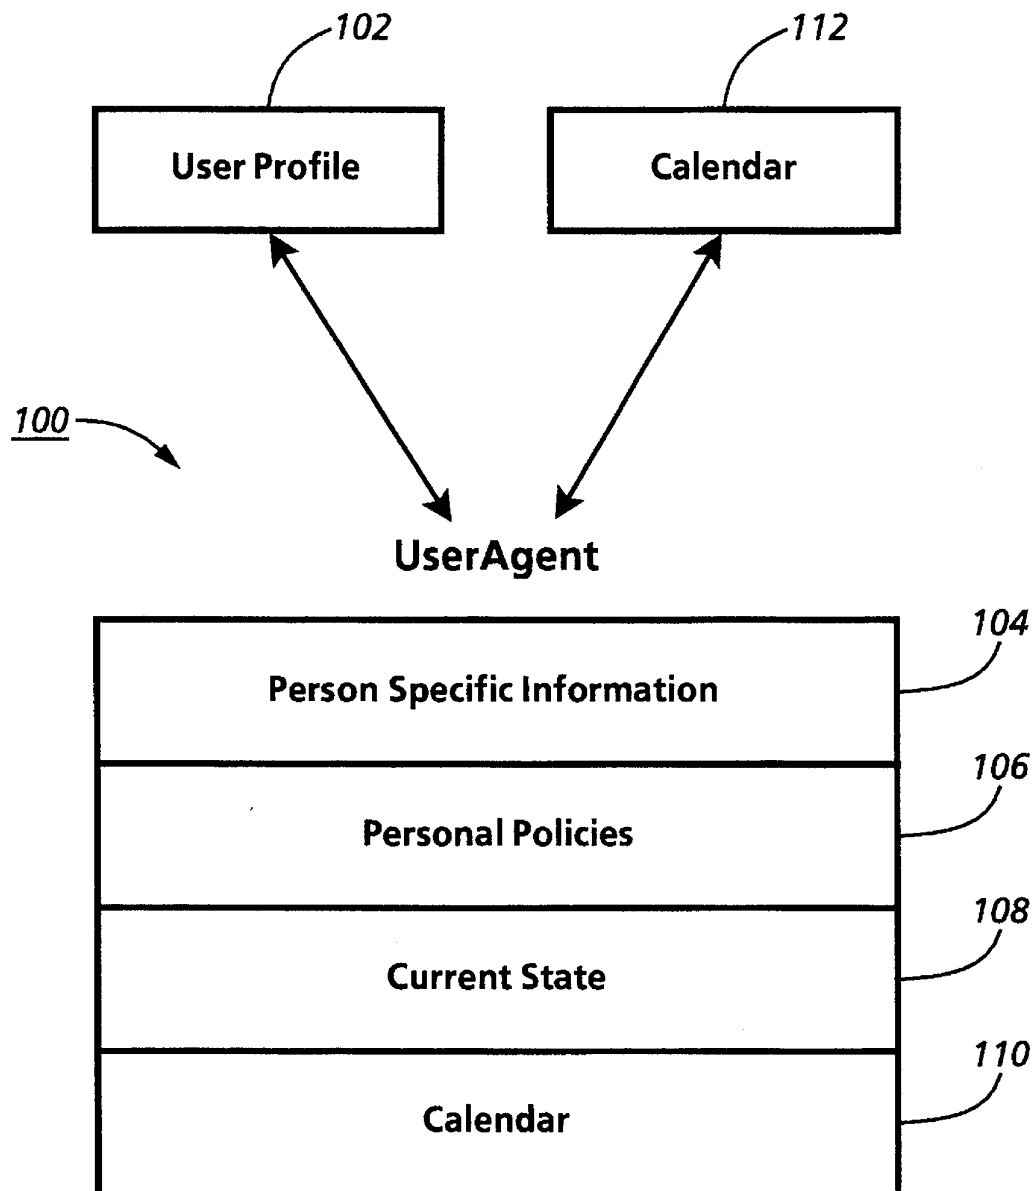 102
112
User Profile
Calendar
100
UserAgent
104
Person Specific Information
106
Personal Policies
108
Current State
110
Calendar